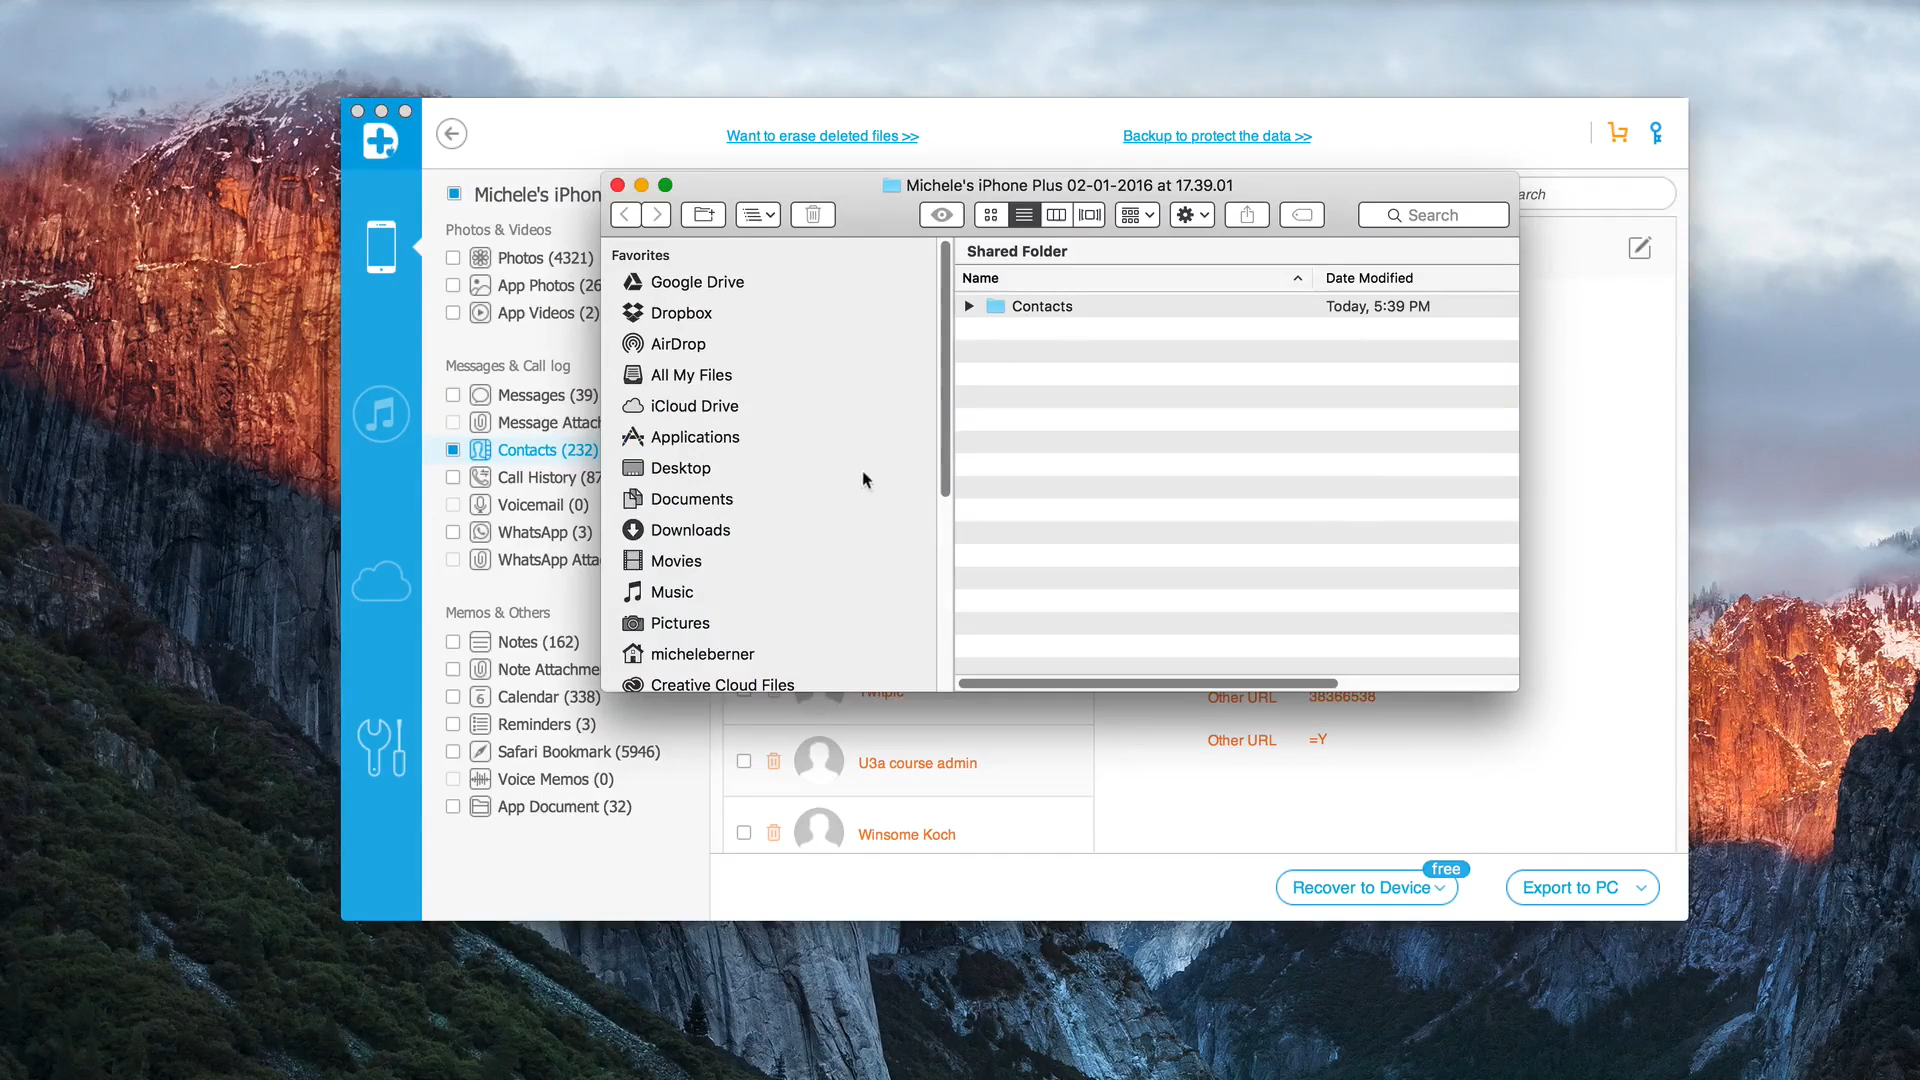 Want to erase deleted files >>
Backup to protect the data >>
Michele's iPhon
arch
Photos & Videos
Photos (4321)
App Photos (26
App Videos (2)
Messages & Call log
Messages (39)
Message Attach
Contacts (232)
Call History (87
Voicemail (0)
WhatsApp (3)
WhatsApp Atta
Memos & Others
Notes (162)
Note Attachme
6
Calendar (338)
Reminders (3)
Safari Bookmark (5946)
Voice Memos (0)
App Document (32)
Michele's iPhone Plus 02-01-2016 at 17.39.01
Search
Favorites
Google Drive
Dropbox
AirDrop
All My Files
iCloud Drive
Applications
Desktop
Documents
Downloads
Movies
Music
Pictures
micheleberner
Creative Cloud Files
Shared Folder
Name
Date Modified
Contacts
Today, 5:39 PM
Twitpic
Other URL
38366538
Other URL
=Y
U3a course admin
Winsome Koch
free
Recover to Device
Export to PC